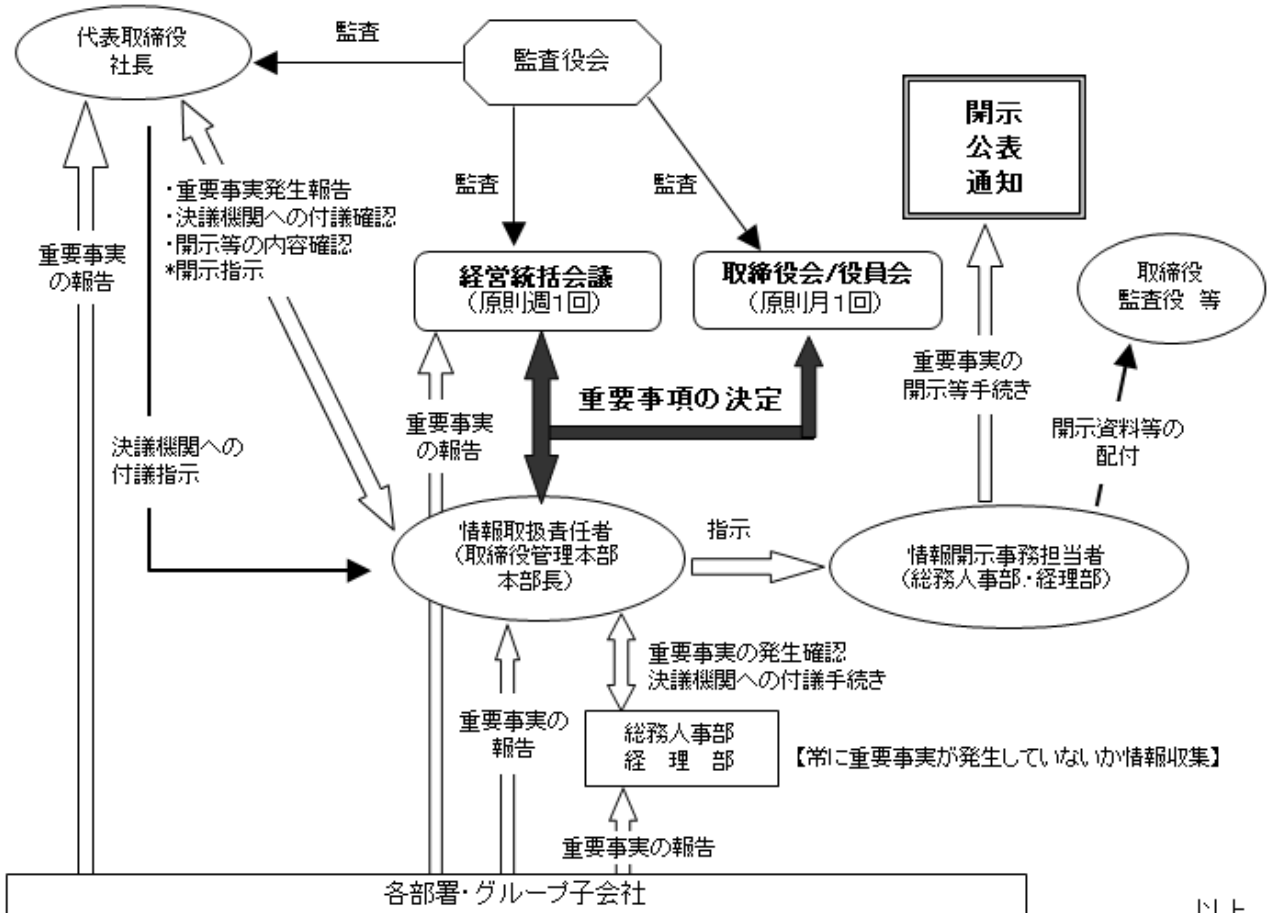 代表取締役
社長
監査
監査役会
開示
公表
通知
監査
監査
・重要事実発生報告
・決議機関への付議確認
・開示等の内容確認
*開示指示
重要事実
の報告
経営統括会議
(原則週1回)
取締役会/役員会
(原則月1回)
取締役
監査役 等
重要事実の
開示等手続き
重要事項の決定
重要事実
の報告
開示資料等の
配付
決議機関への
付議指示
情報取扱責任者
(取締役管理本部
本部長)
指示
情報開示事務担当者
(総務人事部・経理部)
重要事実の発生確認
決議機関への付議手続き
重要事実の
報告
総務人事部
経 理 部
【常に重要事実が発生していないか情報収集】
重要事実の報告
各部署・グループ子会社
以上